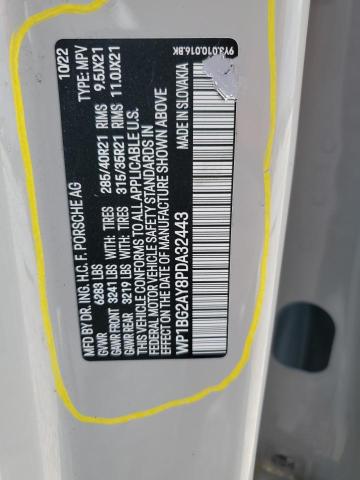 MFD BY DR. ING. H.C. F. PORSCHE AG 10/22
GVWR 6283 LBS TYPE: MPV
GAWR FRONT 3241 LBS WITH: TIRES 285/40R21 RIMS 9.5JX21
GAWR REAR 3219 LBS WITH: TIRES 315/35R21 RIMS 11.0JX21
THIS VEHICLE CONFORMS TO ALL APPLICABLE U.S.
FEDERAL MOTOR VEHICLE SAFETY STANDARDS IN
EFFECT ON THE DATE OF MANUFACTURE SHOWN ABOVE
WP1BG2AY8PDA32443 MADE IN SLOVAKIA
9Y3.010.016.BK